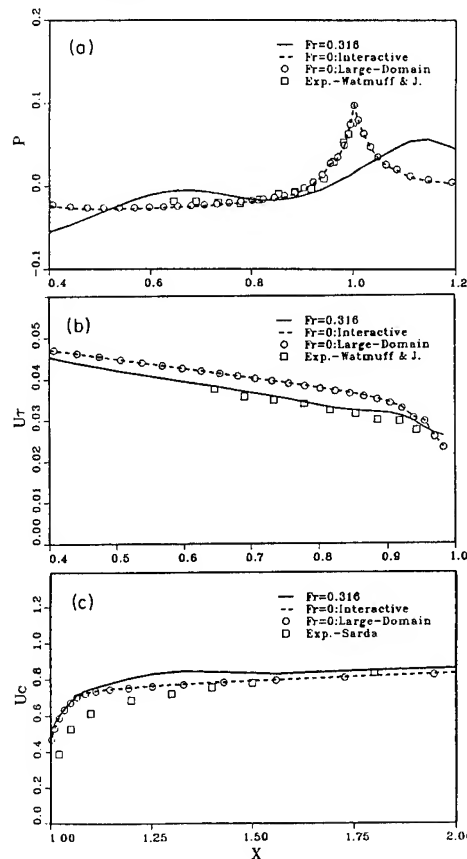 (a)
Fr=0.316
Fr=0:Interactive
Fr=0:Large-Domain
Exp.-Watmuff & J.
P
0.2
0.1
0.0
-0.1
0.4 0.6 0.8 1.0 1.2
(b)
Fr=0.316
Fr=0:Interactive
Fr=0:Large-Domain
Exp.-Watmuff & J.
Uτ
0.05
0.04
0.03
0.02
0.01
0.00
0.4 0.5 0.6 0.7 0.8 0.9 1.0
(c)
Fr=0.316
Fr=0:Interactive
Fr=0:Large-Domain
Exp.-Sarda
Uc
1.2
1.0
0.8
0.6
0.4
0.2
0.0
1.00 1.25 1.50 1.75 2.00
X